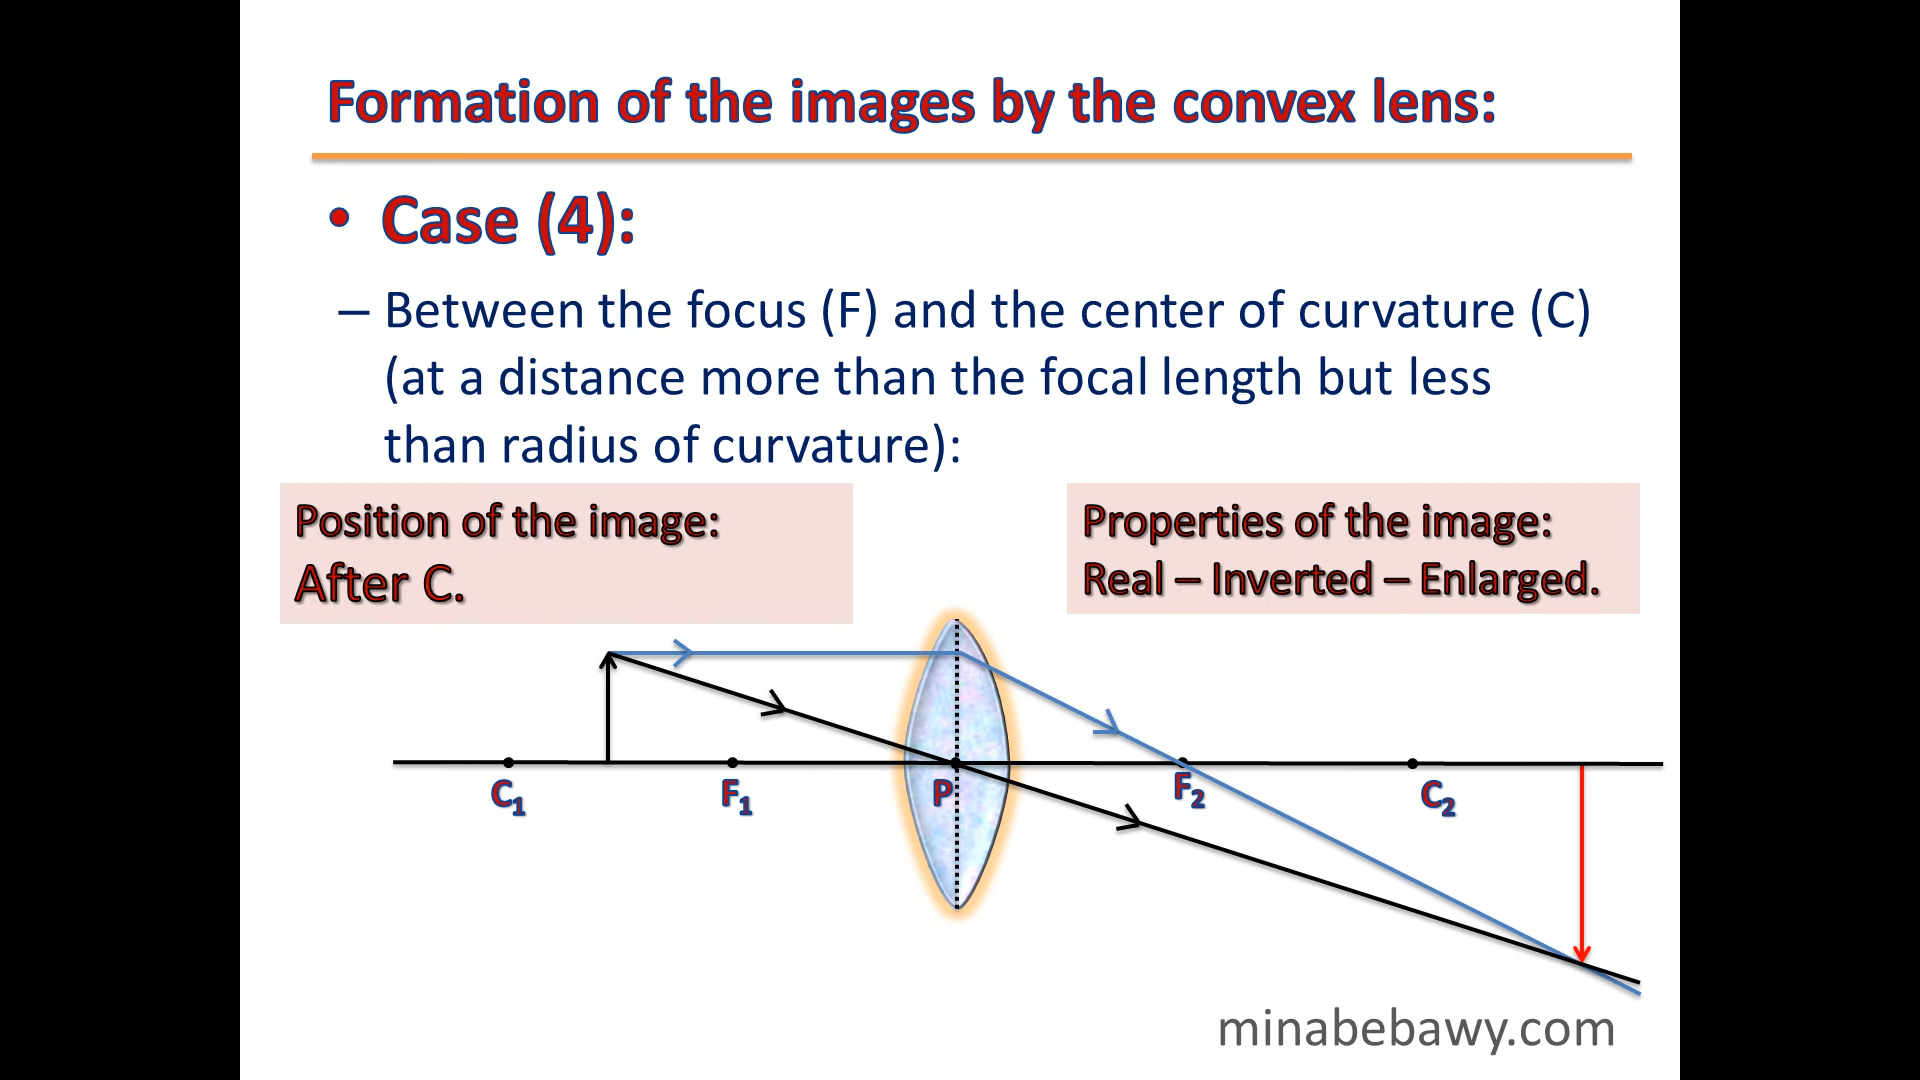 Formation of the images by the convex lens:
• Case (4):
– Between the focus (F) and the center of curvature (C)
(at a distance more than the focal length but less
than radius of curvature):
Position of the image:
After C.
Properties of the image:
Real – Inverted – Enlarged.
C₁
F₁
P
F₂
C₂
minabebawy.com